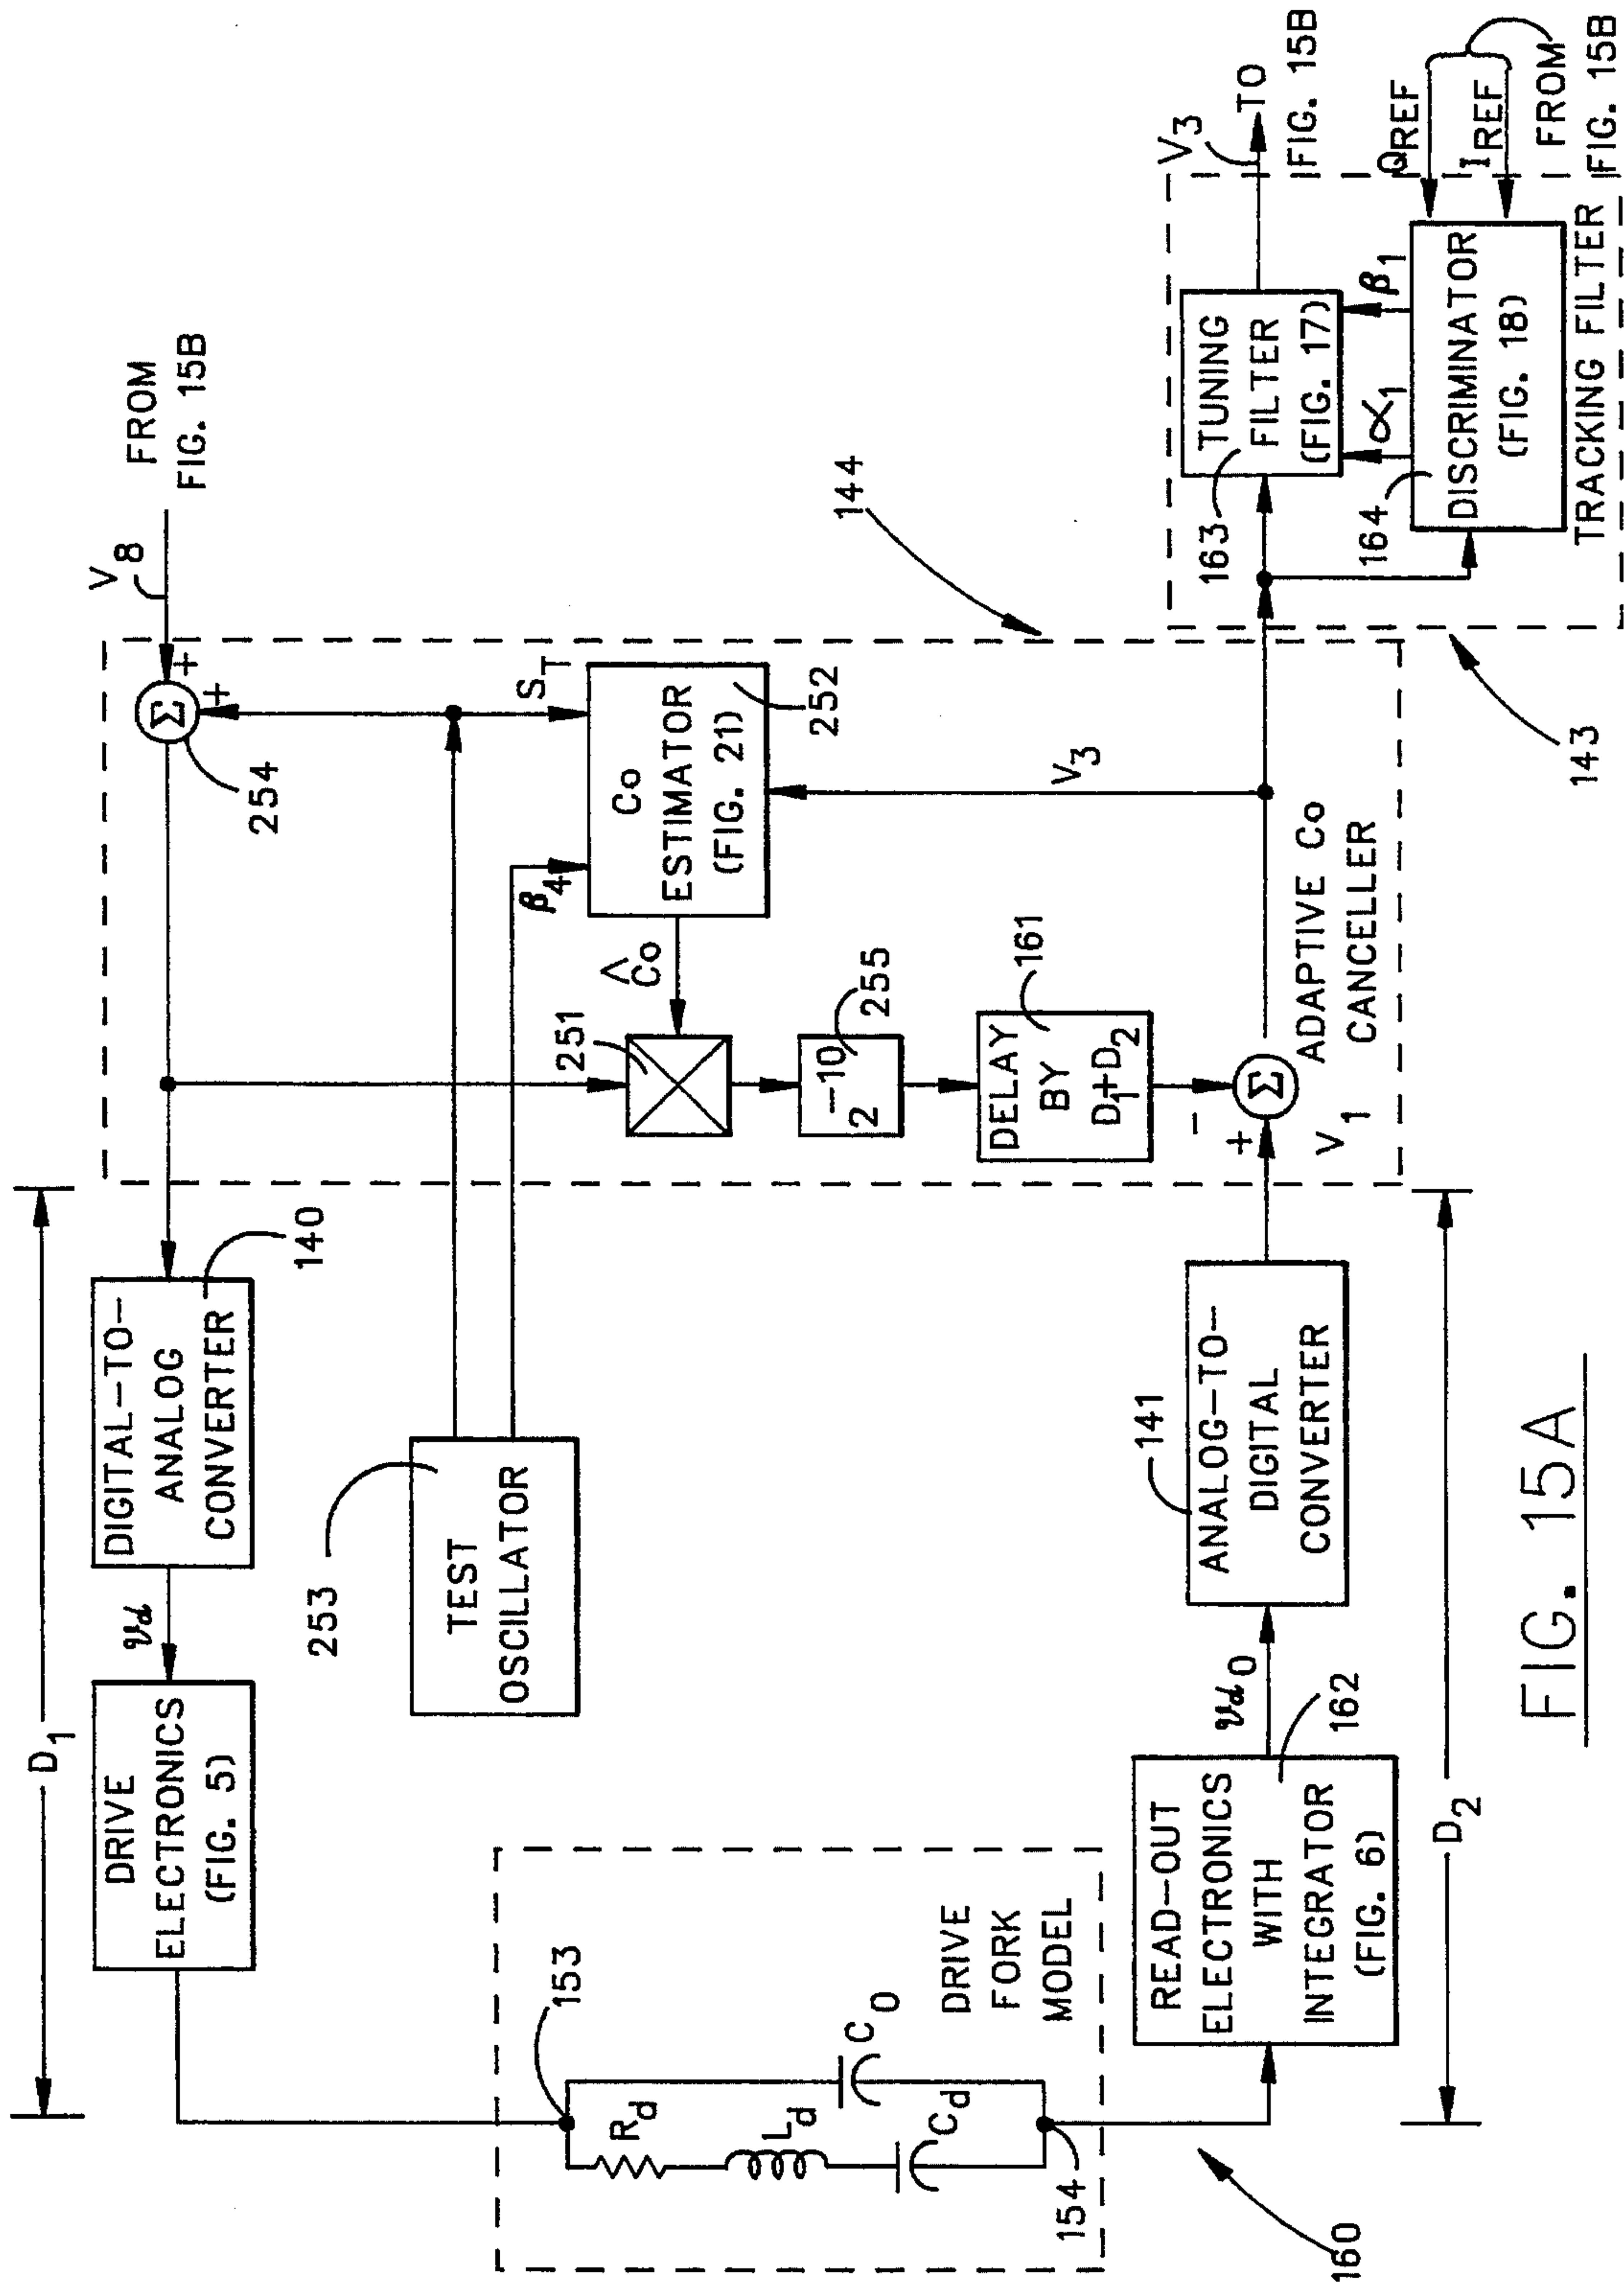 D1
DRIVE
ELECTRONICS
(FIG. 5)
vd
DIGITAL-TO-
ANALOG
CONVERTER
140
254
Σ
+
+
V8
FROM
FIG. 15B
253
TEST
OSCILLATOR
β4
ST
Co
ESTIMATOR
(FIG. 21)
252
Ĉo
251
2^-10
255
DELAY
BY
D1+D2
161
V3
144
-
+
Σ
V1
ADAPTIVE Co
CANCELLER
153
Rd
Ld
Cd
C0
DRIVE
FORK
MODEL
154
160
READ-OUT
ELECTRONICS
WITH
INTEGRATOR
(FIG. 6)
162
vd0
141
ANALOG-TO-
DIGITAL
CONVERTER
D2
163
TUNING
FILTER
(FIG. 17)
V3
TO
FIG. 15B
α1
β1
164
DISCRIMINATOR
(FIG. 18)
QREF
IREF
FROM
FIG. 15B
TRACKING FILTER
143
FIG. 15A